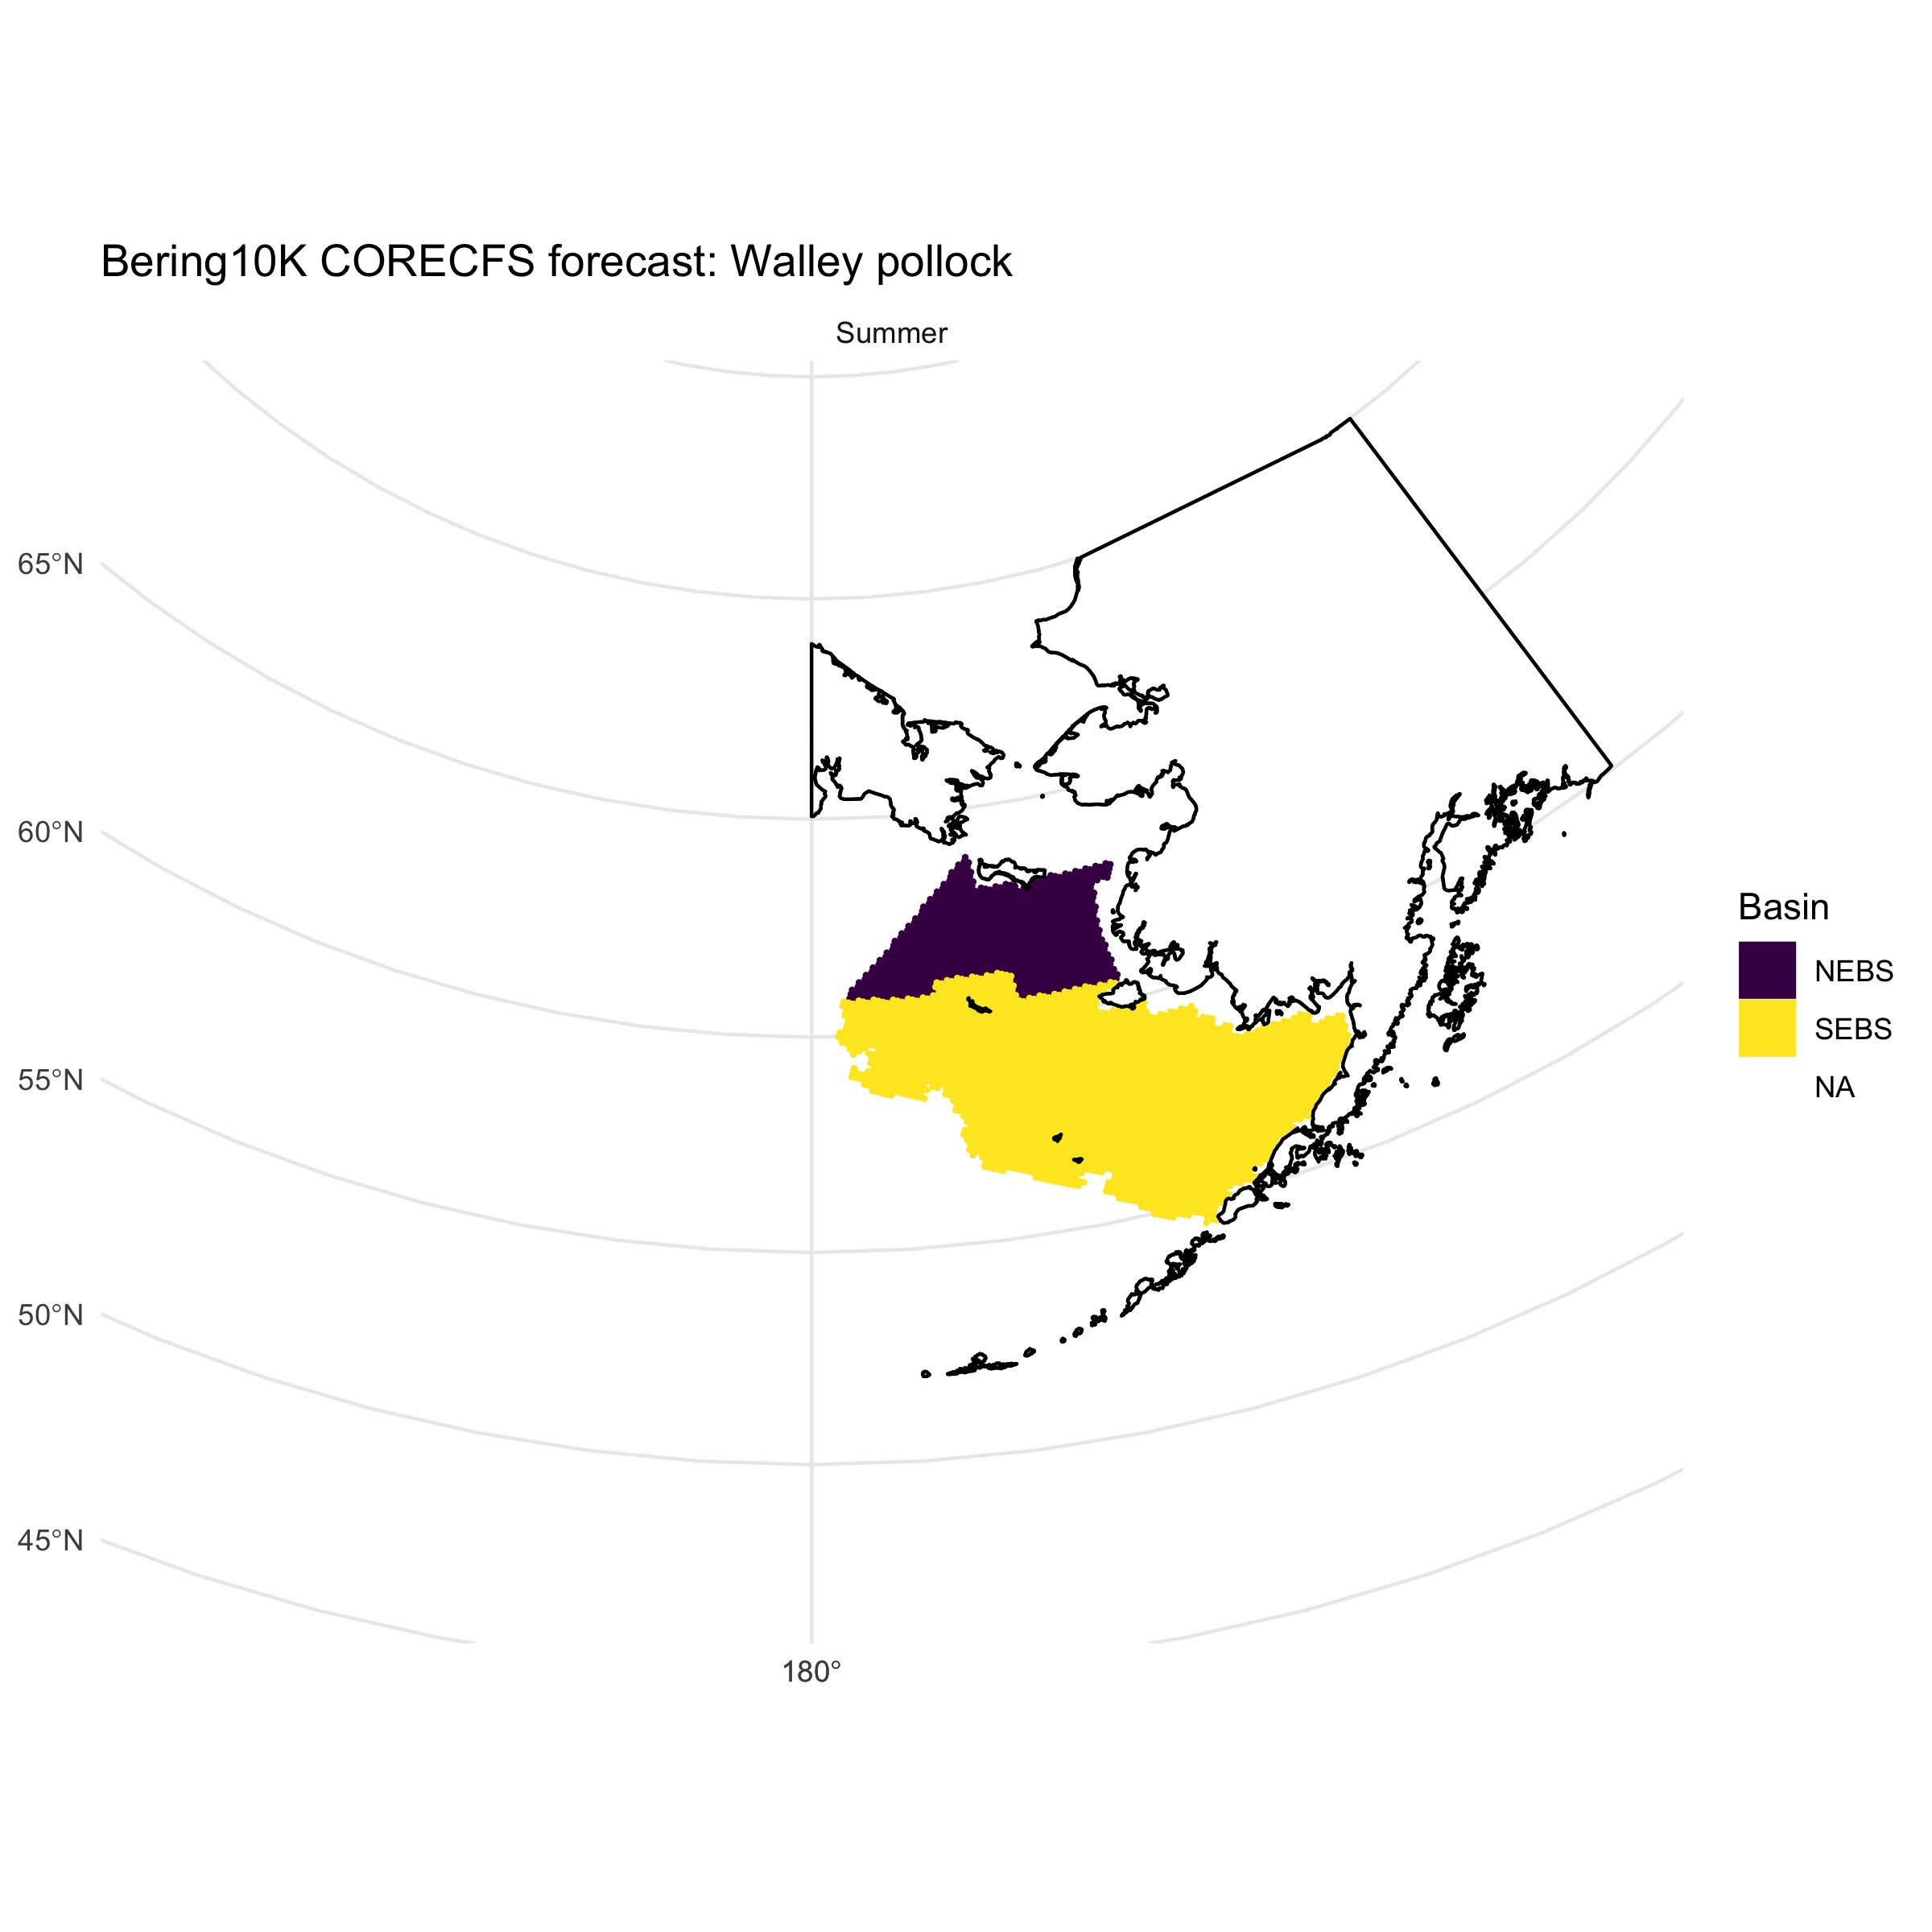 Bering10K CORECFS forecast: Walley pollock
Summer
65°N
60°N
55°N
50°N
45°N
180°
Basin
NEBS
SEBS
NA